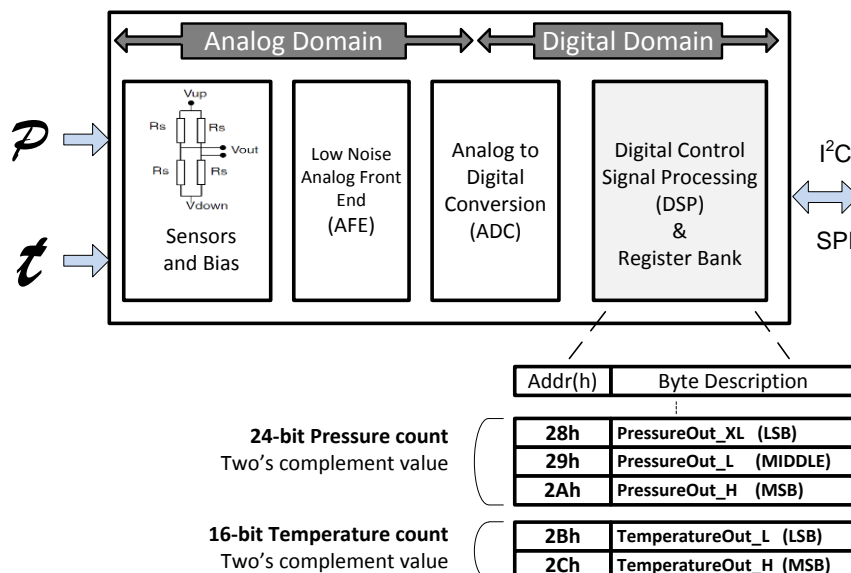 Analog Domain
Digital Domain
P
t
Vup
Rs
Rs
Vout
Rs
Rs
Vdown
Sensors
and Bias
Low Noise
Analog Front
End
(AFE)
Analog to
Digital
Conversion
(ADC)
Digital Control
Signal Processing
(DSP)
&
Register Bank
I²C
SPI
Addr(h) Byte Description
24-bit Pressure count
Two's complement value
28h PressureOut_XL (LSB)
29h PressureOut_L (MIDDLE)
2Ah PressureOut_H (MSB)
16-bit Temperature count
Two's complement value
2Bh TemperatureOut_L (LSB)
2Ch TemperatureOut_H (MSB)